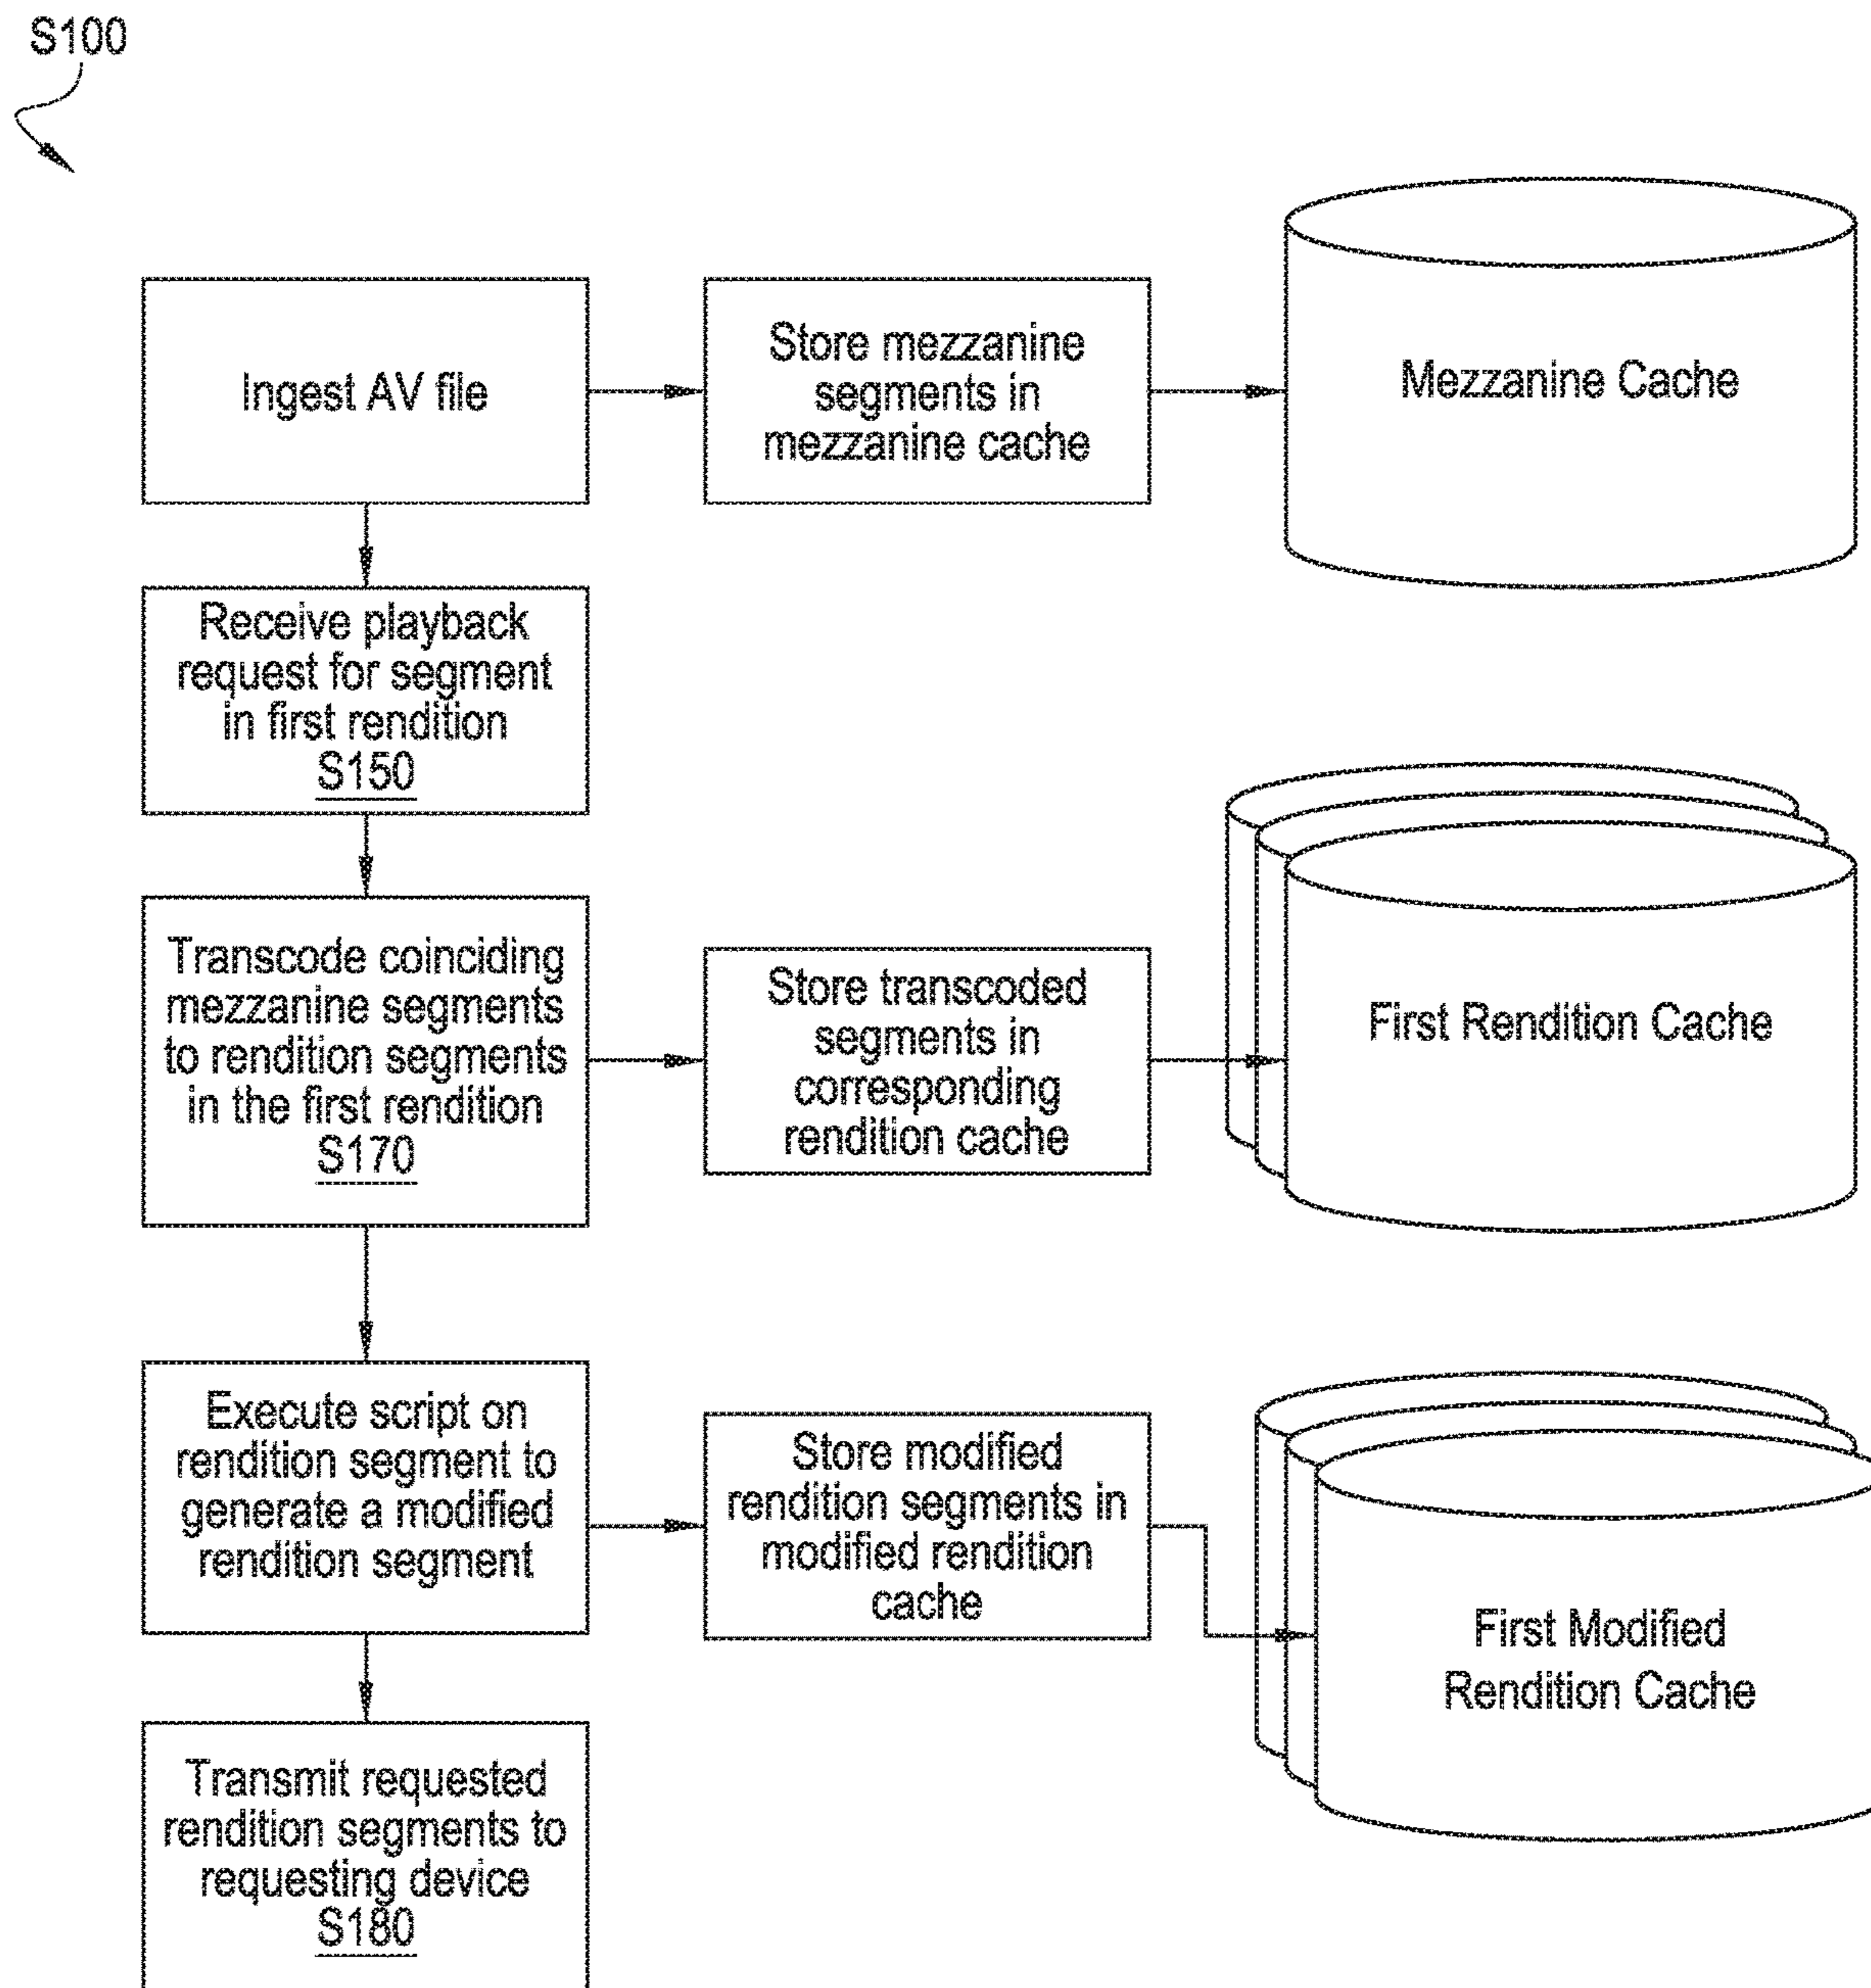 S100
Ingest AV file
Store mezzanine
segments in
mezzanine cache
Mezzanine Cache
Receive playback
request for segment
in first rendition
S150
Transcode coinciding
mezzanine segments
to rendition segments
in the first rendition
S170
Store transcoded
segments in
corresponding
rendition cache
First Rendition Cache
Execute script on
rendition segment to
generate a modified
rendition segment
Store modified
rendition segments in
modified rendition
cache
First Modified
Rendition Cache
Transmit requested
rendition segments to
requesting device
S180